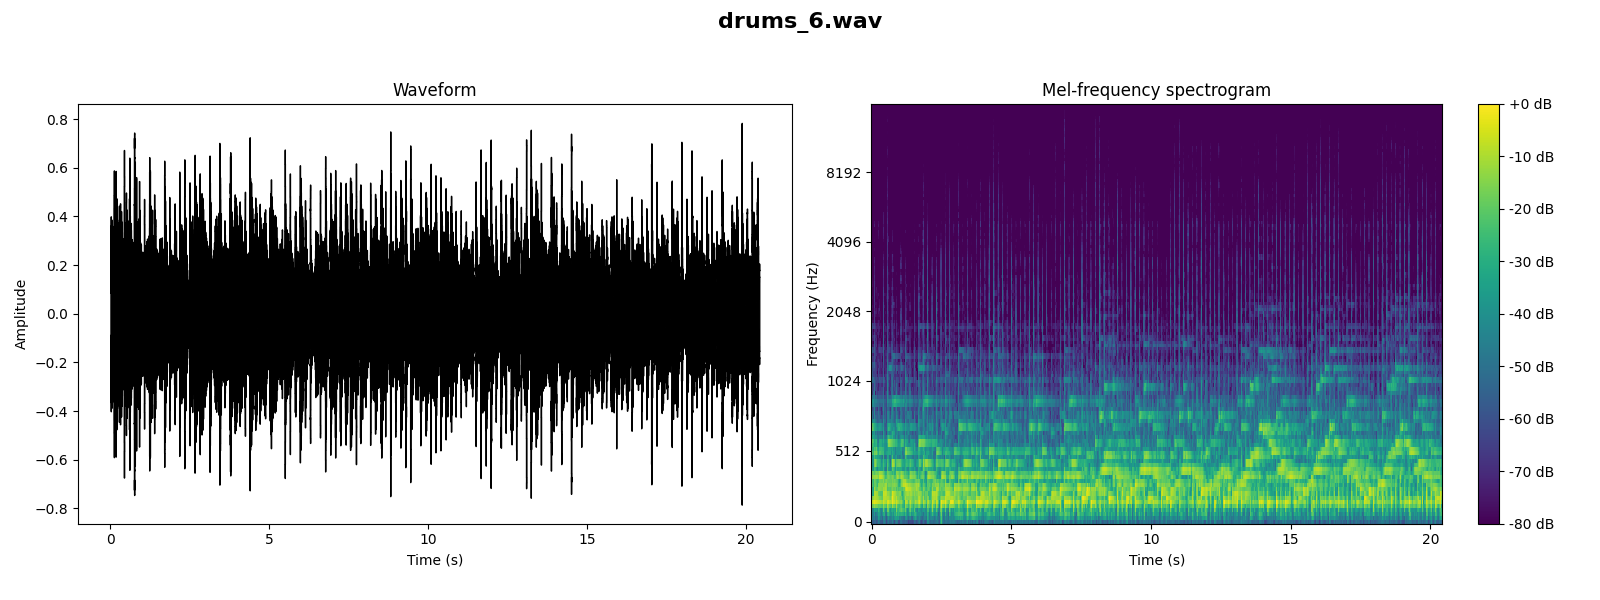 drums_6.wav
Waveform
Amplitude
0.8
0.6
0.4
0.2
0.0
−0.2
−0.4
−0.6
−0.8
0 5 10 15 20
Time (s)
Mel-frequency spectrogram
Frequency (Hz)
8192
4096
2048
1024
512
0
0 5 10 15 20
Time (s)
+0 dB
-10 dB
-20 dB
-30 dB
-40 dB
-50 dB
-60 dB
-70 dB
-80 dB